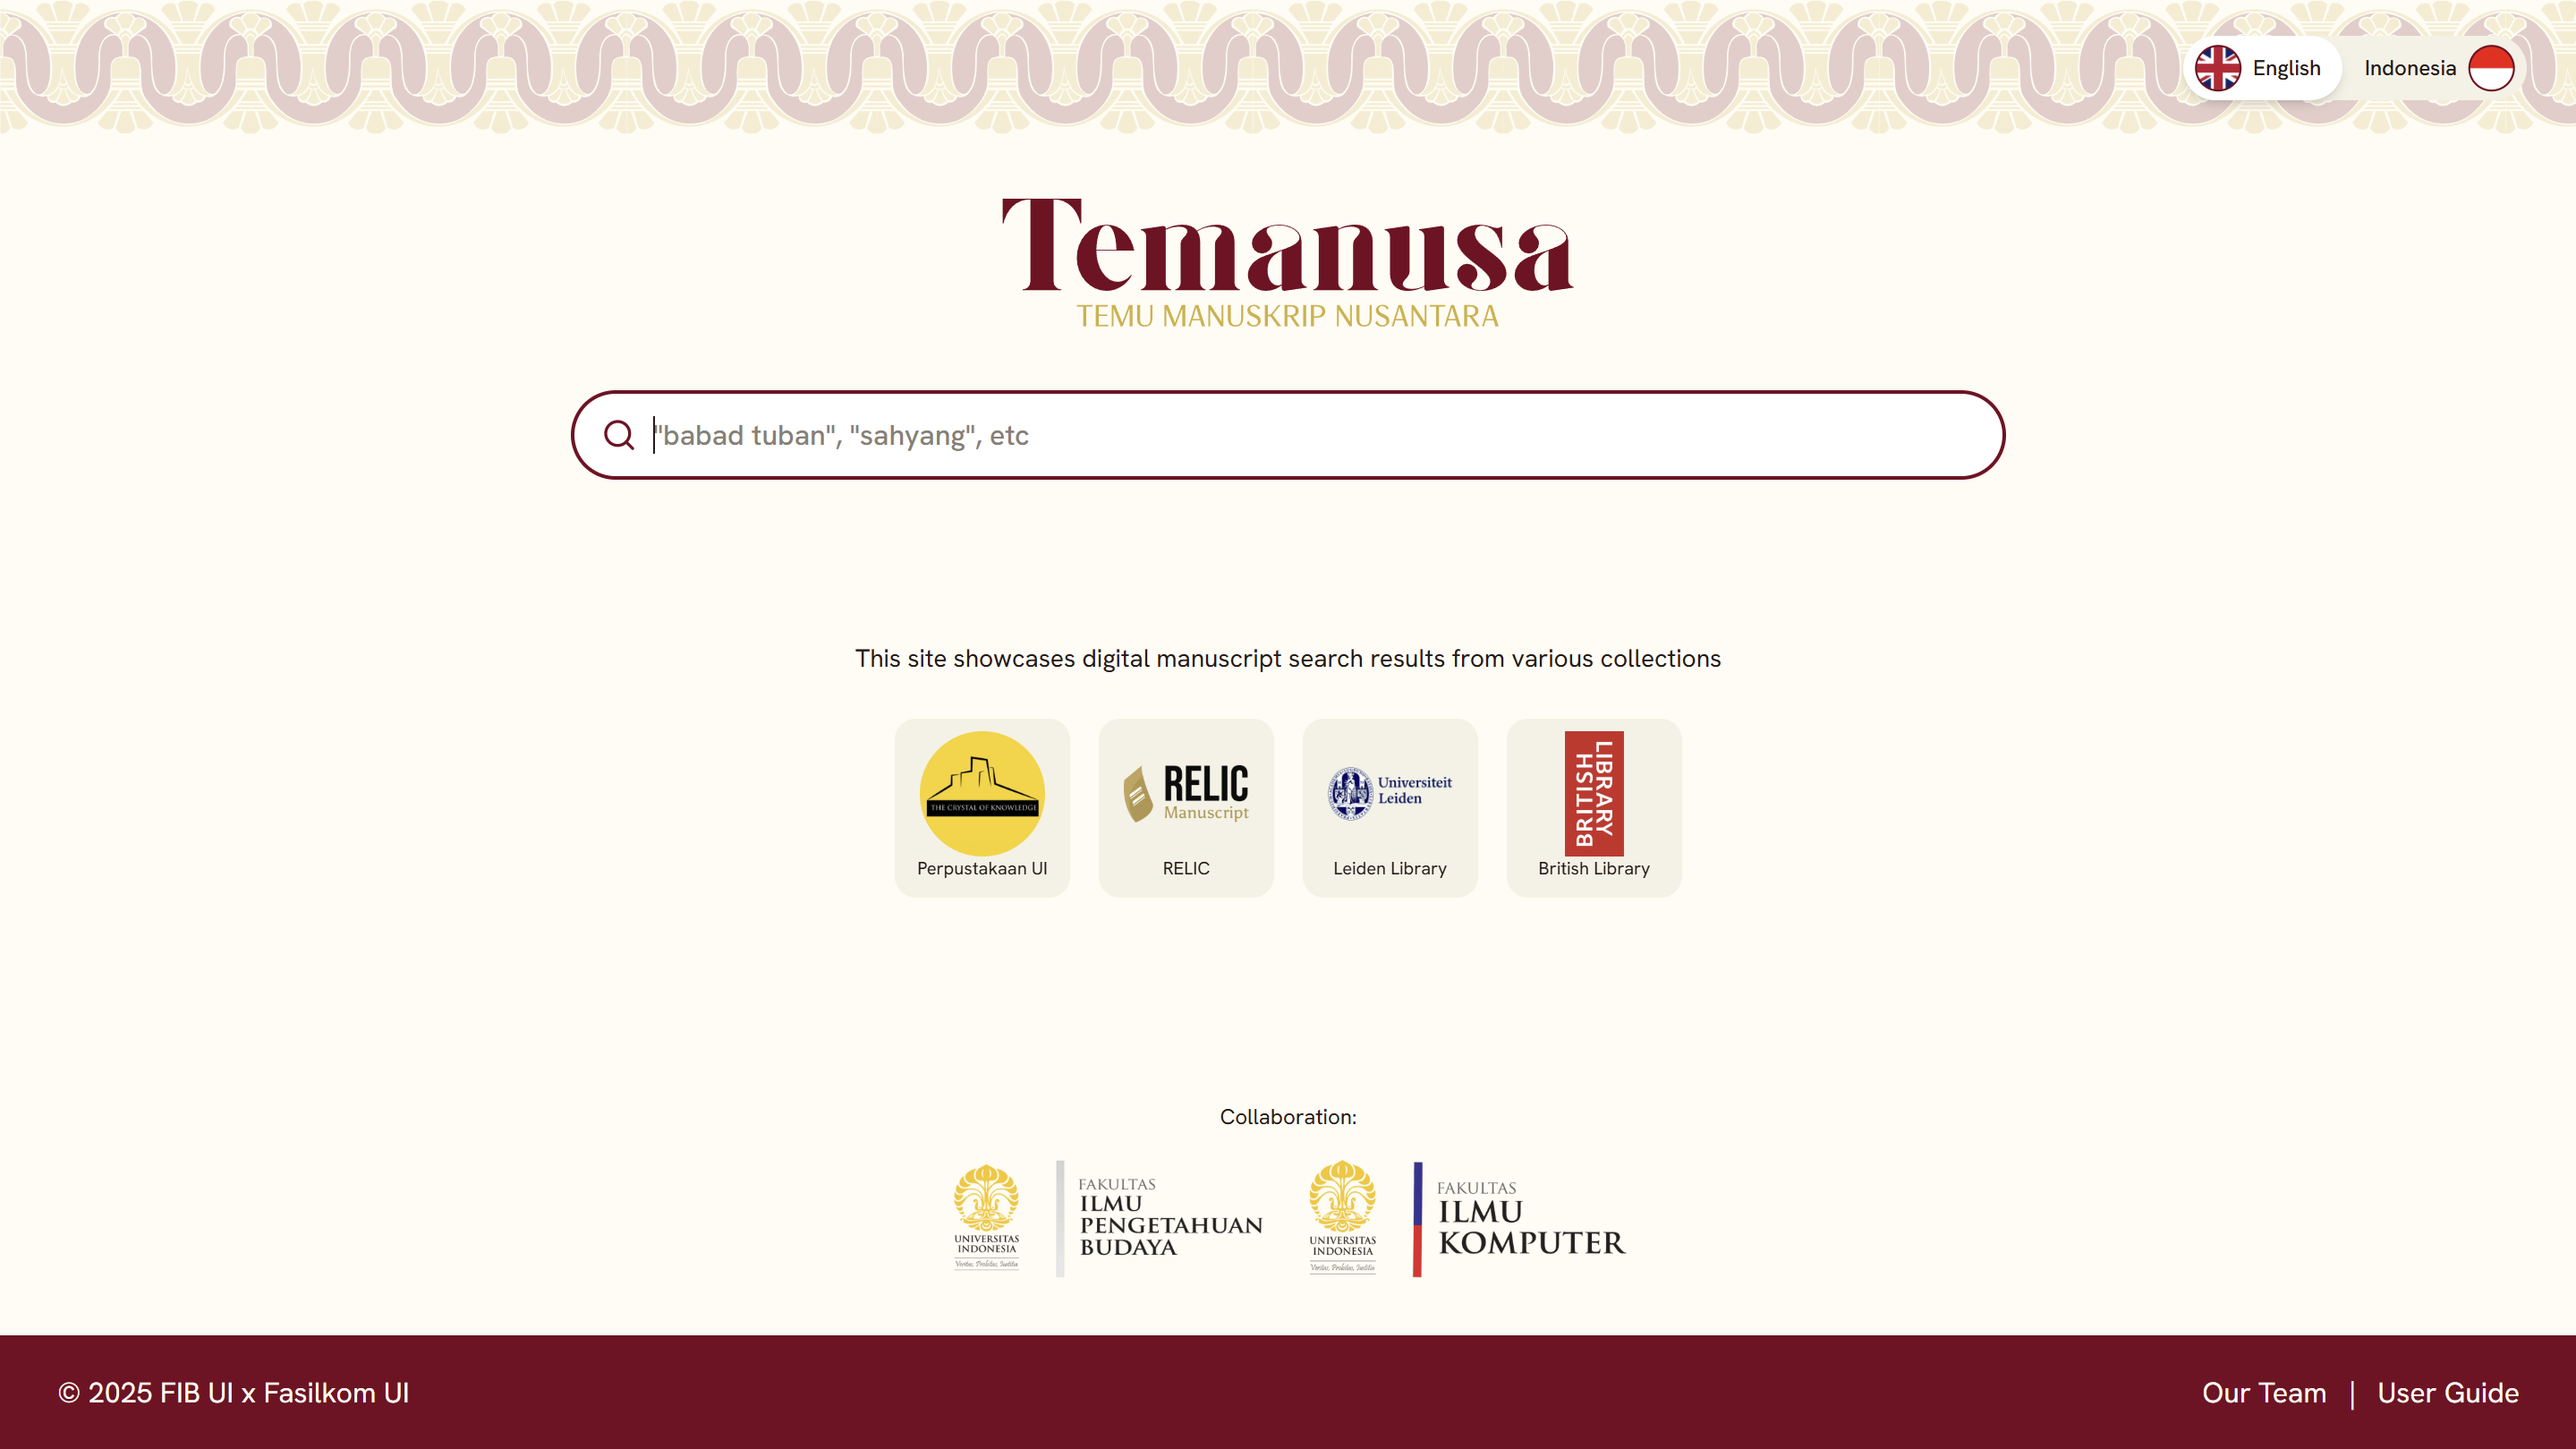 English
Indonesia
Temanusa
TEMU MANUSKRIP NUSANTARA
"babad tuban", "sahyang", etc
This site showcases digital manuscript search results from various collections
THE CRYSTAL OF KNOWLEDGE
Perpustakaan UI
RELIC
Manuscript
RELIC
Universiteit
Leiden
Leiden Library
BRITISH
LIBRARY
British Library
Collaboration:
UNIVERSITAS
INDONESIA
Veritas, Probitas, Iustitia
FAKULTAS
ILMU
PENGETAHUAN
BUDAYA
UNIVERSITAS
INDONESIA
Veritas, Probitas, Iustitia
FAKULTAS
ILMU
KOMPUTER
© 2025 FIB UI x Fasilkom UI
Our Team | User Guide